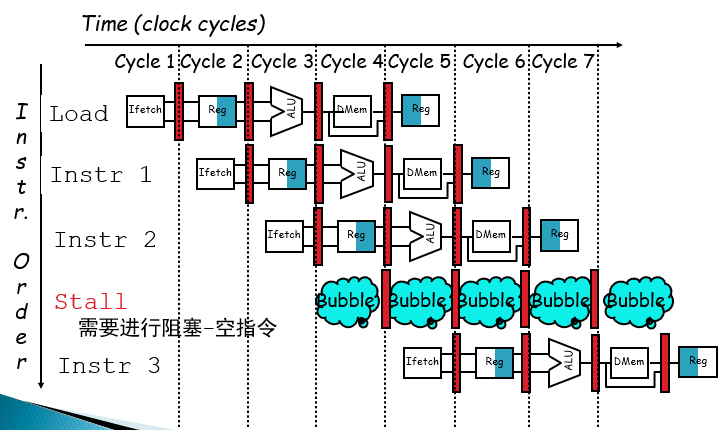 Time (clock cycles)
Cycle 1 Cycle 2 Cycle 3 Cycle 4 Cycle 5 Cycle 6 Cycle 7
Instr. Order
Load Ifetch Reg ALU DMem Reg
Instr 1 Ifetch Reg ALU DMem Reg
Instr 2 Ifetch Reg ALU DMem Reg
Stall Bubble Bubble Bubble Bubble Bubble
需要进行阻塞-空指令
Instr 3 Ifetch Reg ALU DMem Reg